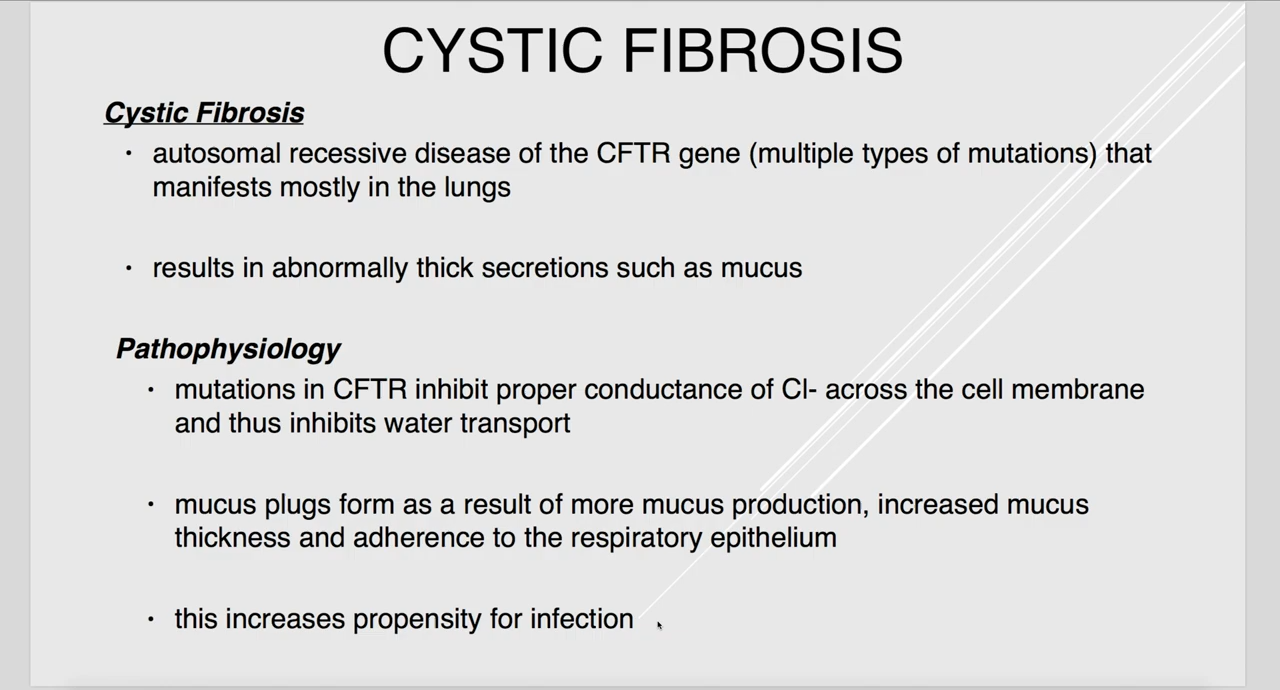 CYSTIC FIBROSIS
Cystic Fibrosis
• autosomal recessive disease of the CFTR gene (multiple types of mutations) that
manifests mostly in the lungs
• results in abnormally thick secretions such as mucus
Pathophysiology
• mutations in CFTR inhibit proper conductance of Cl- across the cell membrane
and thus inhibits water transport
• mucus plugs form as a result of more mucus production, increased mucus
thickness and adherence to the respiratory epithelium
• this increases propensity for infection